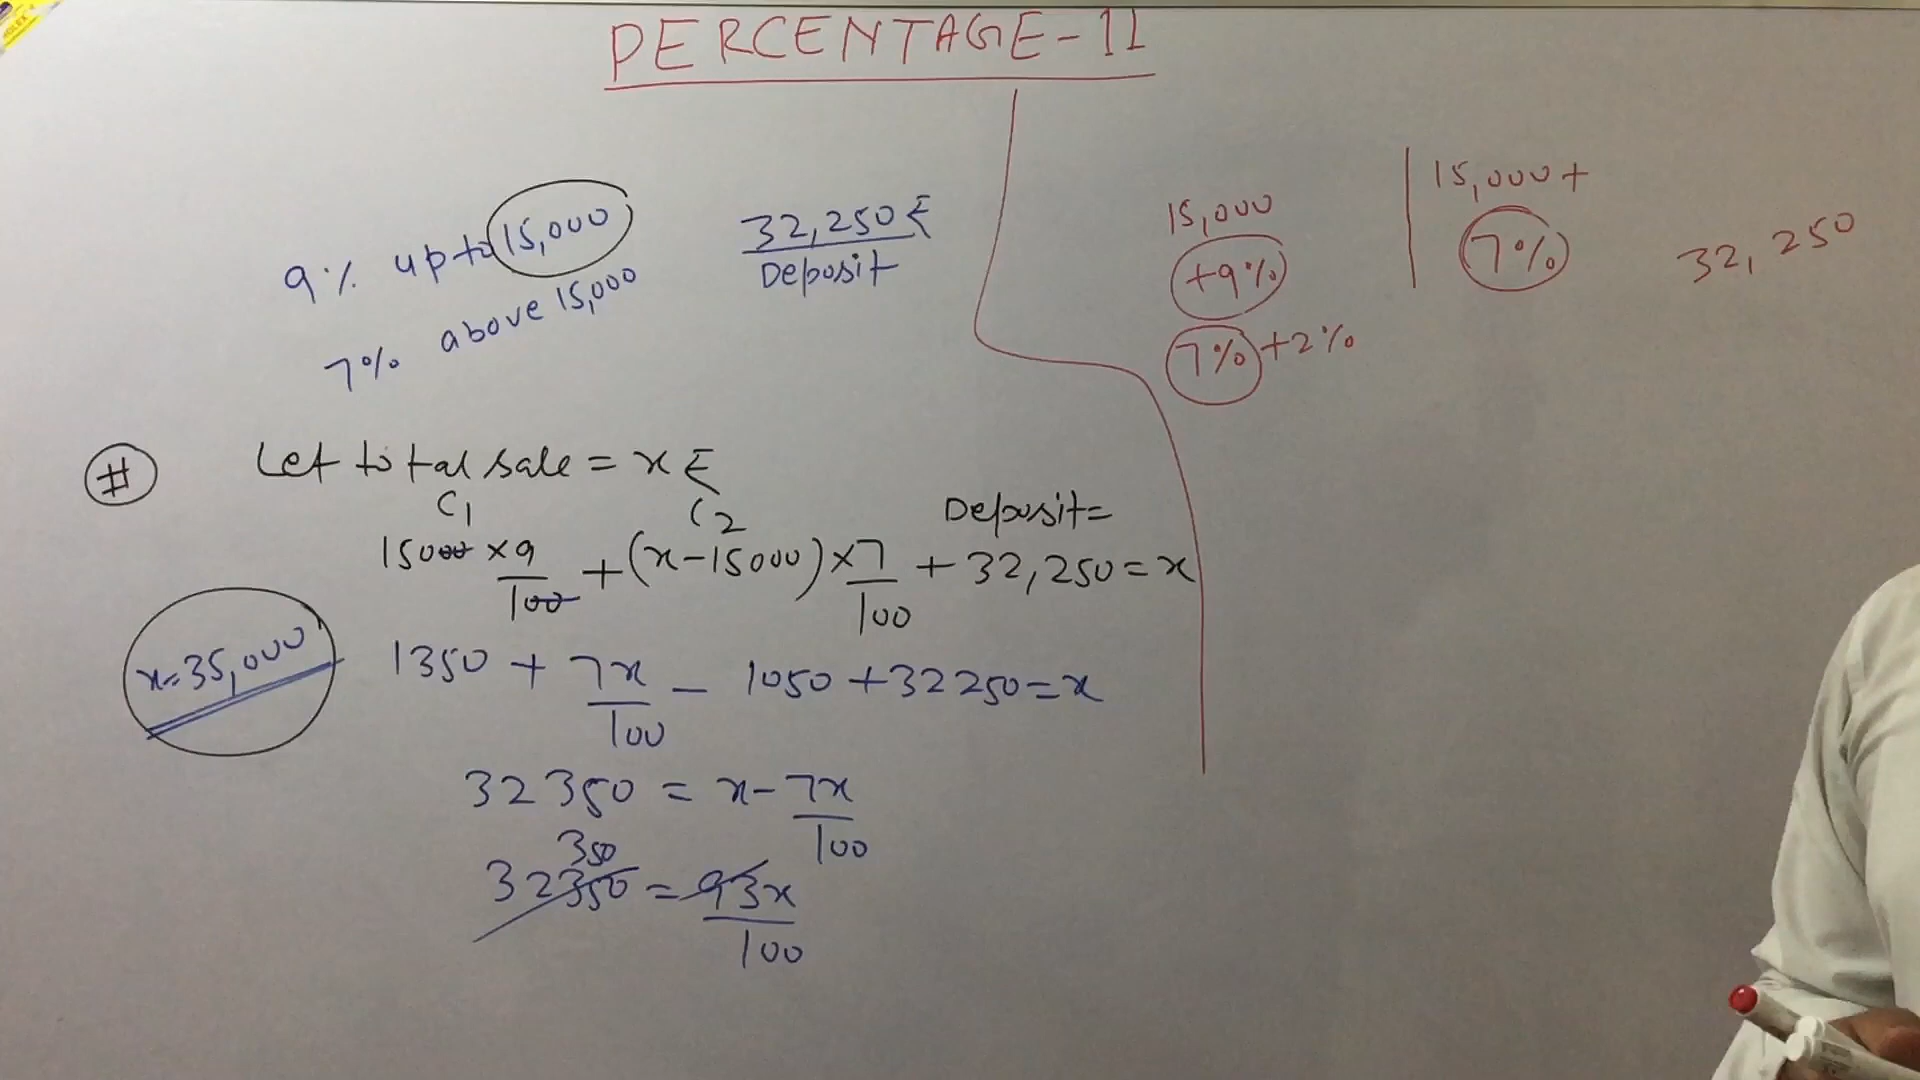 PERCENTAGE-11
9% upto 15,000
7% above 15,000
32,250 ₹
Deposit
# Let total sale = x ₹
C1 C2 Deposit=
15000 × 9/100 + (x-15000) × 7/100 + 32,250 = x
1350 + 7x/100 - 1050 + 32250 = x
x = 35,000
32350 = x - 7x/100
350
32350 = 93x/100
15,000
+9%
7% +2%
15,000+
7%
32,250